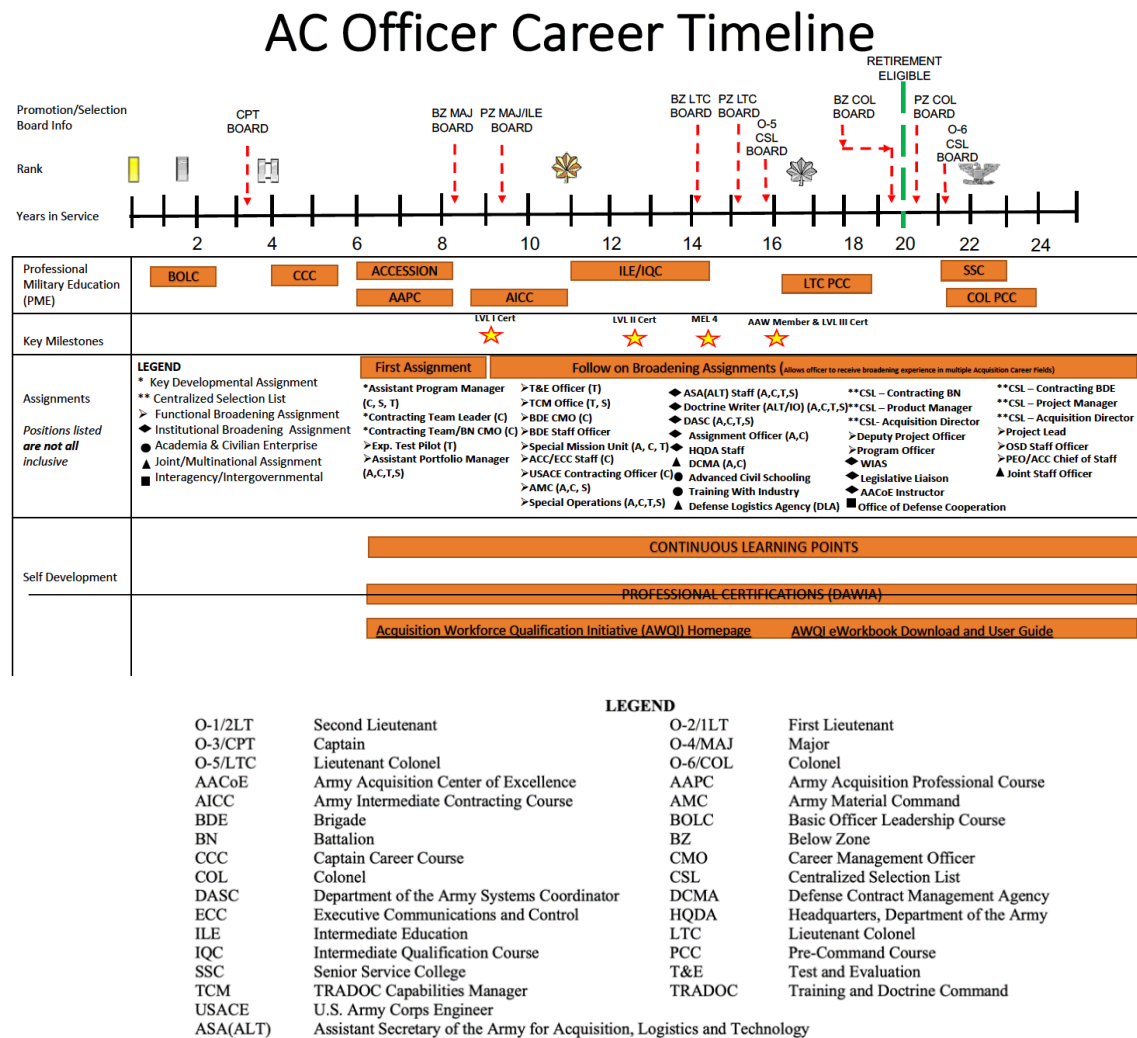 AC Officer Career Timeline
RETIREMENT
ELIGIBLE
Promotion/Selection
Board Info
CPT
BOARD
BZ MAJ
BOARD
PZ MAJ/ILE
BOARD
BZ LTC
BOARD
PZ LTC
BOARD
O-5
CSL
BOARD
BZ COL
BOARD
PZ COL
BOARD
O-6
CSL
BOARD
Rank
Years in Service
2 4 6 8 10 12 14 16 18 20 22 24
Professional
Military Education
(PME)
BOLC
CCC
ACCESSION
AAPC
AICC
ILE/IQC
LTC PCC
SSC
COL PCC
Key Milestones
LVL I Cert
LVL II Cert
MEL 4
AAW Member & LVL III Cert
Assignments
Positions listed
are not all
inclusive
LEGEND
* Key Developmental Assignment
** Centralized Selection List
➢ Functional Broadening Assignment
◆ Institutional Broadening Assignment
● Academia & Civilian Enterprise
▲ Joint/Multinational Assignment
■ Interagency/Intergovernmental
First Assignment
*Assistant Program Manager
(C, S, T)
*Contracting Team Leader (C)
*Contracting Team/BN CMO (C)
➢Exp. Test Pilot (T)
➢Assistant Portfolio Manager
(A,C,T,S)
Follow on Broadening Assignments (Allows officer to receive broadening experience in multiple Acquisition Career Fields)
➢T&E Officer (T)
➢TCM Office (T, S)
➢BDE CMO (C)
➢BDE Staff Officer
➢Special Mission Unit (A, C, T)
➢ACC/ECC Staff (C)
➢USACE Contracting Officer (C)
➢AMC (A,C, S)
➢Special Operations (A,C,T,S)
◆ASA(ALT) Staff (A,C,T,S)
◆Doctrine Writer (ALT/IO) (A,C,T,S)
◆DASC (A,C,T,S)
◆Assignment Officer (A,C)
◆HQDA Staff
▲DCMA (A,C)
●Advanced Civil Schooling
●Training With Industry
▲Defense Logistics Agency (DLA)
**CSL – Contracting BN
**CSL – Product Manager
**CSL- Acquisition Director
➢Deputy Project Officer
➢Program Officer
◆WIAS
◆Legislative Liaison
◆AACoE Instructor
■Office of Defense Cooperation
**CSL – Contracting BDE
**CSL – Project Manager
**CSL – Acquisition Director
➢Project Lead
➢OSD Staff Officer
➢PEO/ACC Chief of Staff
▲Joint Staff Officer
Self Development
CONTINUOUS LEARNING POINTS
PROFESSIONAL CERTIFICATIONS (DAWIA)
Acquisition Workforce Qualification Initiative (AWQI) Homepage AWQI eWorkbook Download and User Guide
LEGEND
O-1/2LT Second Lieutenant O-2/1LT First Lieutenant
O-3/CPT Captain O-4/MAJ Major
O-5/LTC Lieutenant Colonel O-6/COL Colonel
AACoE Army Acquisition Center of Excellence AAPC Army Acquisition Professional Course
AICC Army Intermediate Contracting Course AMC Army Material Command
BDE Brigade BOLC Basic Officer Leadership Course
BN Battalion BZ Below Zone
CCC Captain Career Course CMO Career Management Officer
COL Colonel CSL Centralized Selection List
DASC Department of the Army Systems Coordinator DCMA Defense Contract Management Agency
ECC Executive Communications and Control HQDA Headquarters, Department of the Army
ILE Intermediate Education LTC Lieutenant Colonel
IQC Intermediate Qualification Course PCC Pre-Command Course
SSC Senior Service College T&E Test and Evaluation
TCM TRADOC Capabilities Manager TRADOC Training and Doctrine Command
USACE U.S. Army Corps Engineer
ASA(ALT) Assistant Secretary of the Army for Acquisition, Logistics and Technology